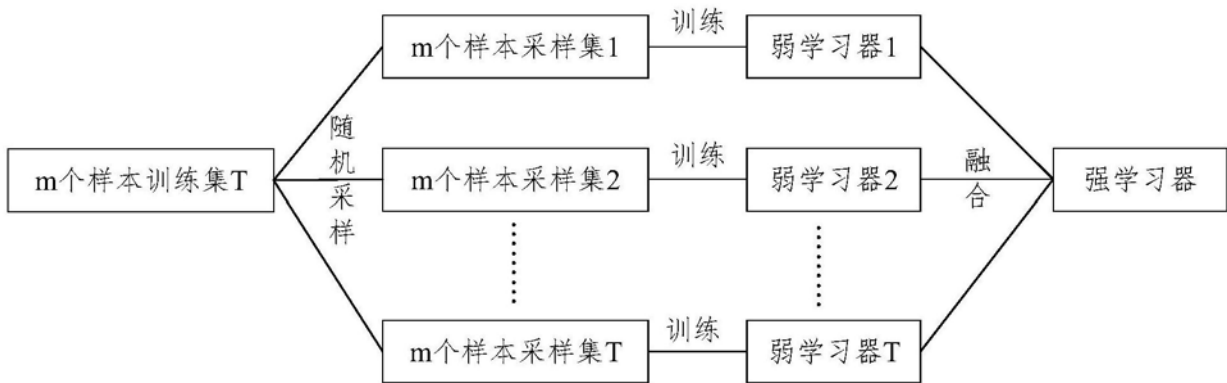 m个样本训练集T
随机采样
m个样本采样集1
训练
弱学习器1
m个样本采样集2
训练
弱学习器2
m个样本采样集T
训练
弱学习器T
融合
强学习器